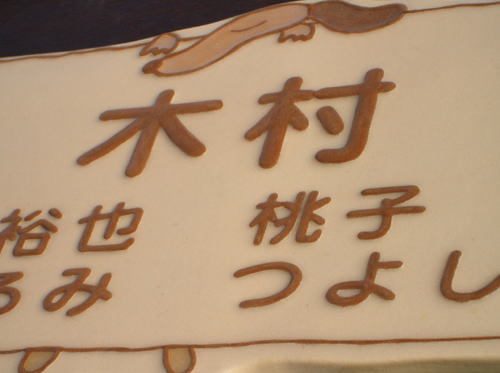 木村
裕也 桃子
ろみ つよし